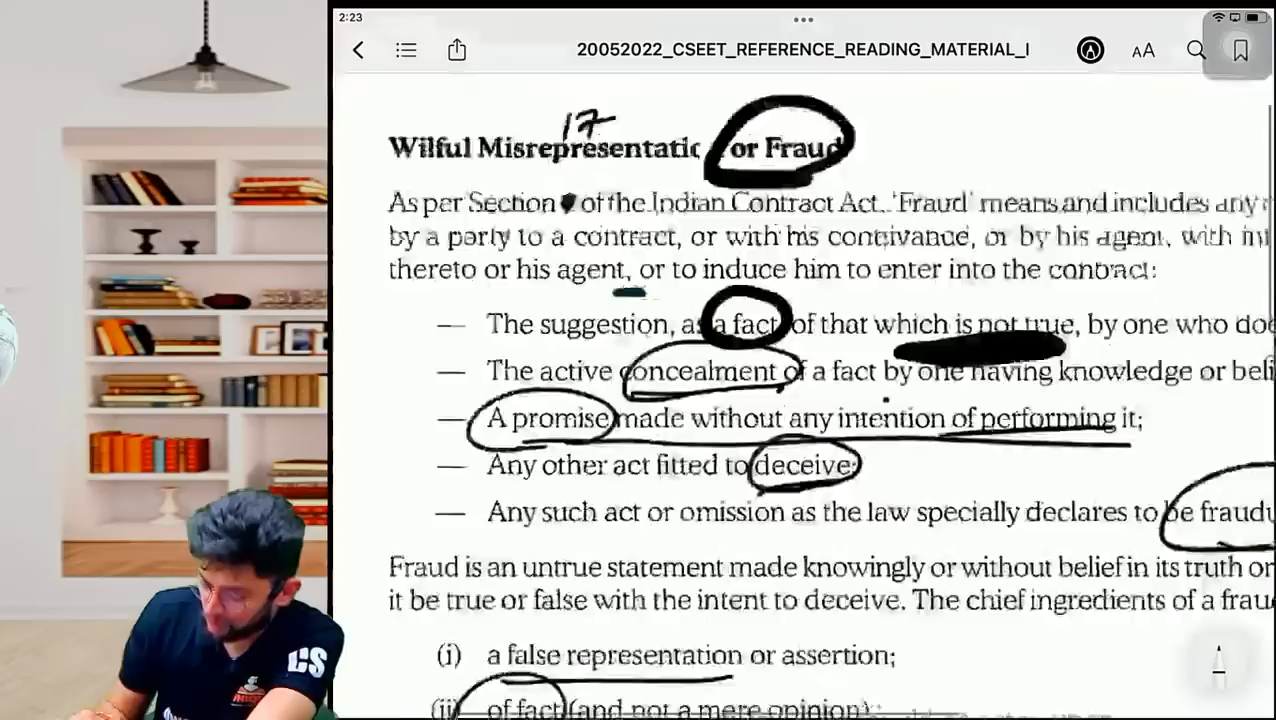 2:23
20052022_CSEET_REFERENCE_READING_MATERIAL_I
AA
17
Wilful Misrepresentatic or Fraud
As per Section of the Indian Contract Act. 'Fraud' means and includes any
by a party to a contract, or with his connivance, or by his agent, with
thereto or his agent, or to induce him to enter into the contract:
— The suggestion, as a fact, of that which is not true, by one who doe
— The active concealment of a fact by one having knowledge or beli
— A promise made without any intention of performing it;
— Any other act fitted to deceive;
— Any such act or omission as the law specially declares to be fraudu
Fraud is an untrue statement made knowingly or without belief in its truth or
it be true or false with the intent to deceive. The chief ingredients of a frau
(i) a false representation or assertion;
(ii) of fact (and not a mere opinion);
CS